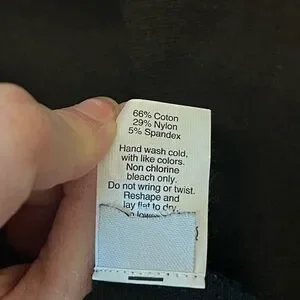 66% Coton
29% Nylon
5% Spandex
Hand wash cold,
with like colors.
Non chlorine
bleach only.
Do not wring or twist.
Reshape and
lay flat to dry.